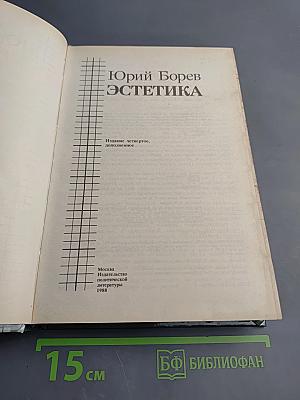 Юрий Борев
ЭСТЕТИКА
Издание четвертое,
дополненное
Москва
Издательство
политической
литературы
1988
15 см
БФ БИБЛИОФАН